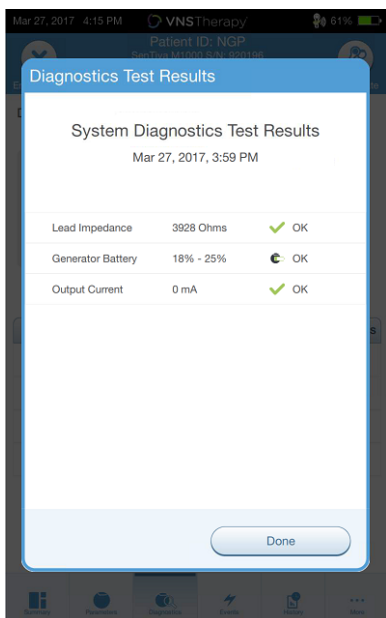 Mar 27, 2017 4:15 PM VNSTherapy 61%
Patient ID: NGP
SenTiva M1000 S/N: 920196
Diagnostics Test Results
System Diagnostics Test Results
Mar 27, 2017, 3:59 PM
Lead Impedance 3928 Ohms OK
Generator Battery 18% - 25% OK
Output Current 0 mA OK
Done
Summary Parameters Diagnostics Events History More